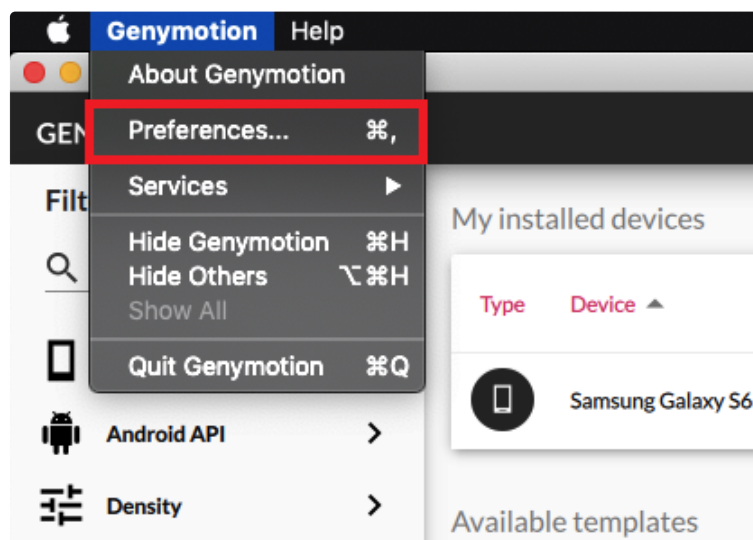 Genymotion Help
About Genymotion
GEN
Preferences... ⌘,
Filt
Services ▶
Hide Genymotion ⌘H
Hide Others ⌥⌘H
Show All
Quit Genymotion ⌘Q
Android API
Density
My installed devices
Type Device
Samsung Galaxy S6
Available templates